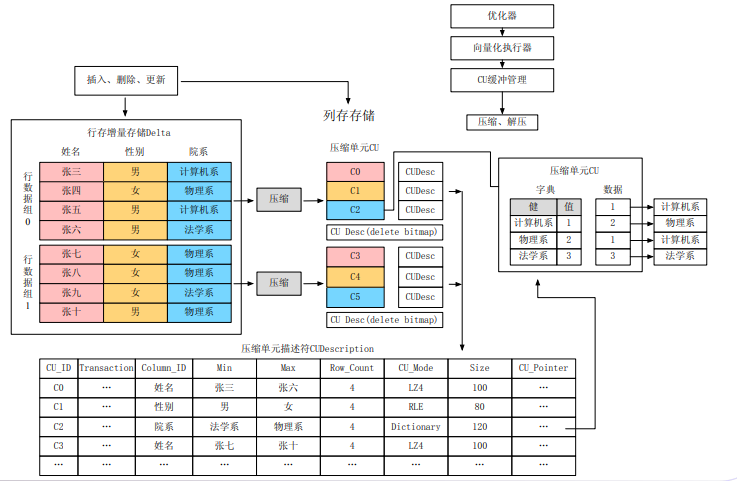 优化器
向量化执行器
CU缓冲管理
压缩、解压
插入、删除、更新
列存存储
行存增量存储Delta
姓名 性别 院系
行数据组0
张三 男 计算机系
张四 女 物理系
张五 男 计算机系
张六 男 法学系
行数据组1
张七 女 物理系
张八 女 物理系
张九 女 法学系
张十 男 物理系
压缩
压缩
压缩单元CU
C0 CUDesc
C1 CUDesc
C2 CUDesc
CU Desc(delete bitmap)
C3 CUDesc
C4 CUDesc
C5 CUDesc
CU Desc(delete bitmap)
压缩单元CU
字典 数据
健 值
计算机系 1
物理系 2
法学系 3
1 计算机系
2 物理系
1 计算机系
3 法学系
压缩单元描述符CUDescription
CU_ID Transaction Column_ID Min Max Row_Count CU_Mode Size CU_Pointer
C0 … 姓名 张三 张六 4 LZ4 100 …
C1 … 性别 男 女 4 RLE 80 …
C2 … 院系 法学系 物理系 4 Dictionary 120 …
C3 … 姓名 张七 张十 4 LZ4 100 …
… … … … … … … … …